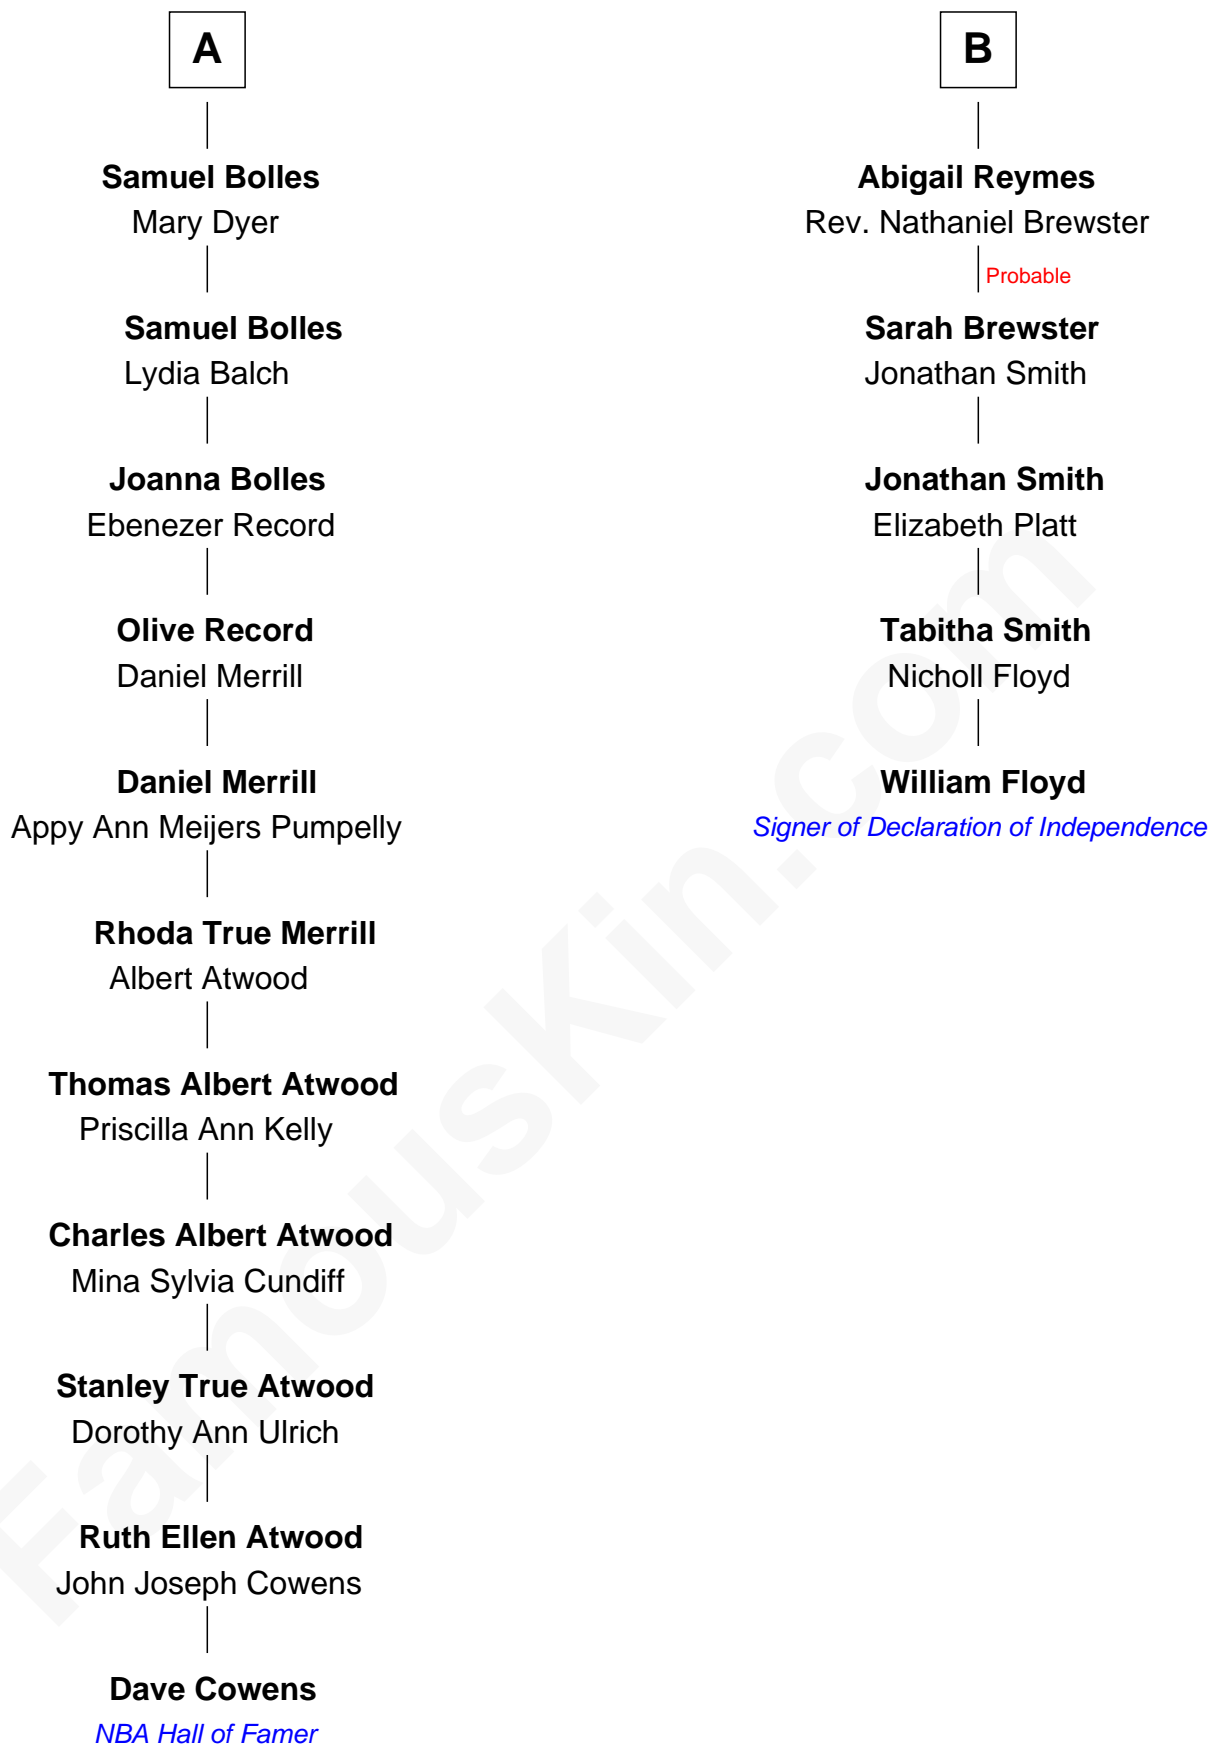 A
Samuel Bolles
Mary Dyer
Samuel Bolles
Lydia Balch
Joanna Bolles
Ebenezer Record
Olive Record
Daniel Merrill
Daniel Merrill
Appy Ann Meijers Pumpelly
Rhoda True Merrill
Albert Atwood
Thomas Albert Atwood
Priscilla Ann Kelly
Charles Albert Atwood
Mina Sylvia Cundiff
Stanley True Atwood
Dorothy Ann Ulrich
Ruth Ellen Atwood
John Joseph Cowens
Dave Cowens
NBA Hall of Famer
B
Abigail Reymes
Rev. Nathaniel Brewster
Probable
Sarah Brewster
Jonathan Smith
Jonathan Smith
Elizabeth Platt
Tabitha Smith
Nicholl Floyd
William Floyd
Signer of Declaration of Independence
FamousKin.com